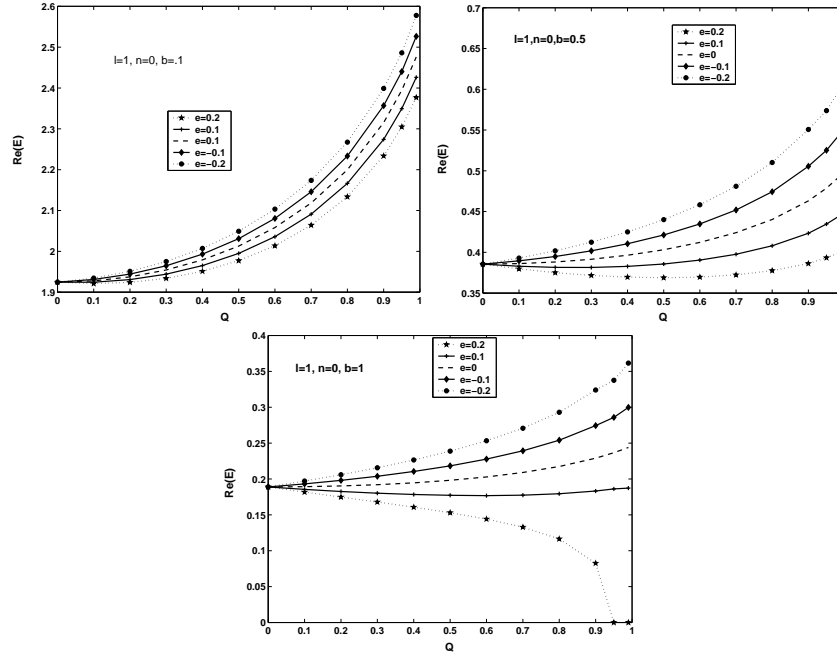 2.6
2.5
2.4
2.3
2.2
2.1
2
1.9
Re(E)
l=1, n=0, b=.1
e=0.2
e=0.1
e=0.1
e=−0.1
e=−0.2
0 0.1 0.2 0.3 0.4 0.5 0.6 0.7 0.8 0.9 1
Q
0.7
0.65
0.6
0.55
0.5
0.45
0.4
0.35
Re(E)
l=1,n=0,b=0.5
e=0.2
e=0.1
e=0
e=−0.1
e=−0.2
0 0.1 0.2 0.3 0.4 0.5 0.6 0.7 0.8 0.9
Q
0.4
0.35
0.3
0.25
0.2
0.15
0.1
0.05
0
Re(E)
l=1, n=0, b=1
e=0.2
e=0.1
e=0
e=−0.1
e=−0.2
0 0.1 0.2 0.3 0.4 0.5 0.6 0.7 0.8 0.9 1
Q